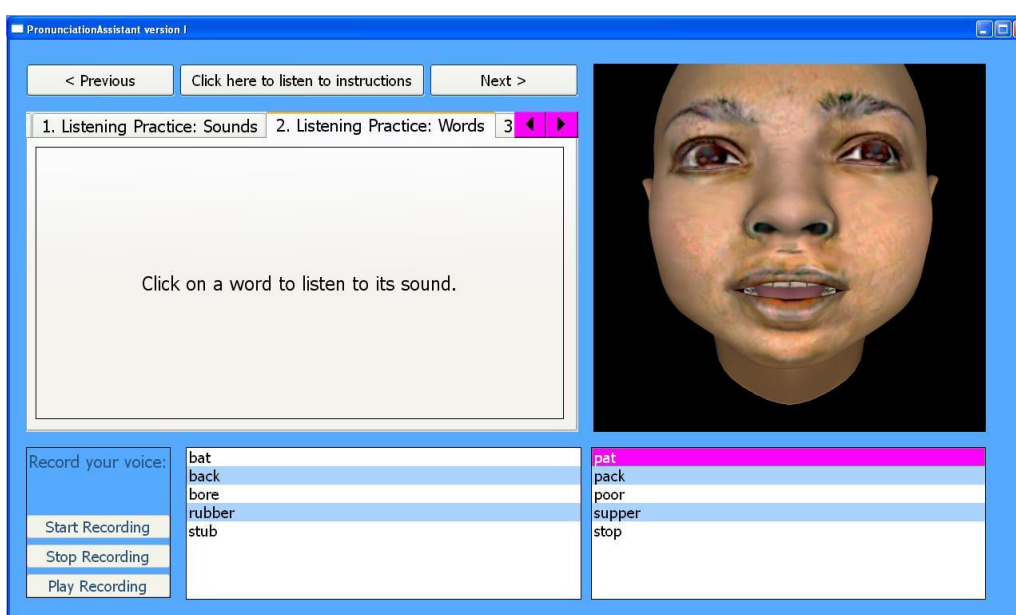 PronunciationAssistant version I
< Previous
Click here to listen to instructions
Next >
1. Listening Practice: Sounds
2. Listening Practice: Words
3
Click on a word to listen to its sound.
Record your voice:
Start Recording
Stop Recording
Play Recording
bat
back
bore
rubber
stub
pat
pack
poor
supper
stop